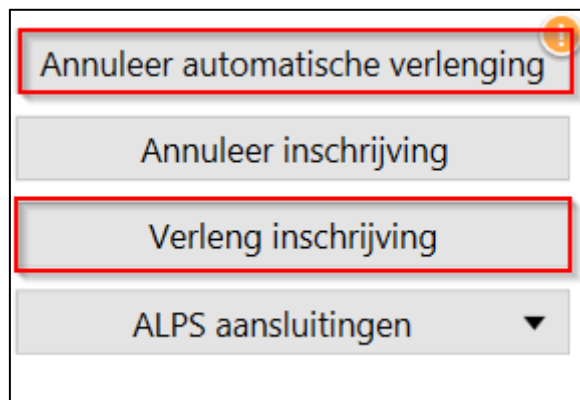 Annuleer automatische verlenging
Annuleer inschrijving
Verleng inschrijving
ALPS aansluitingen